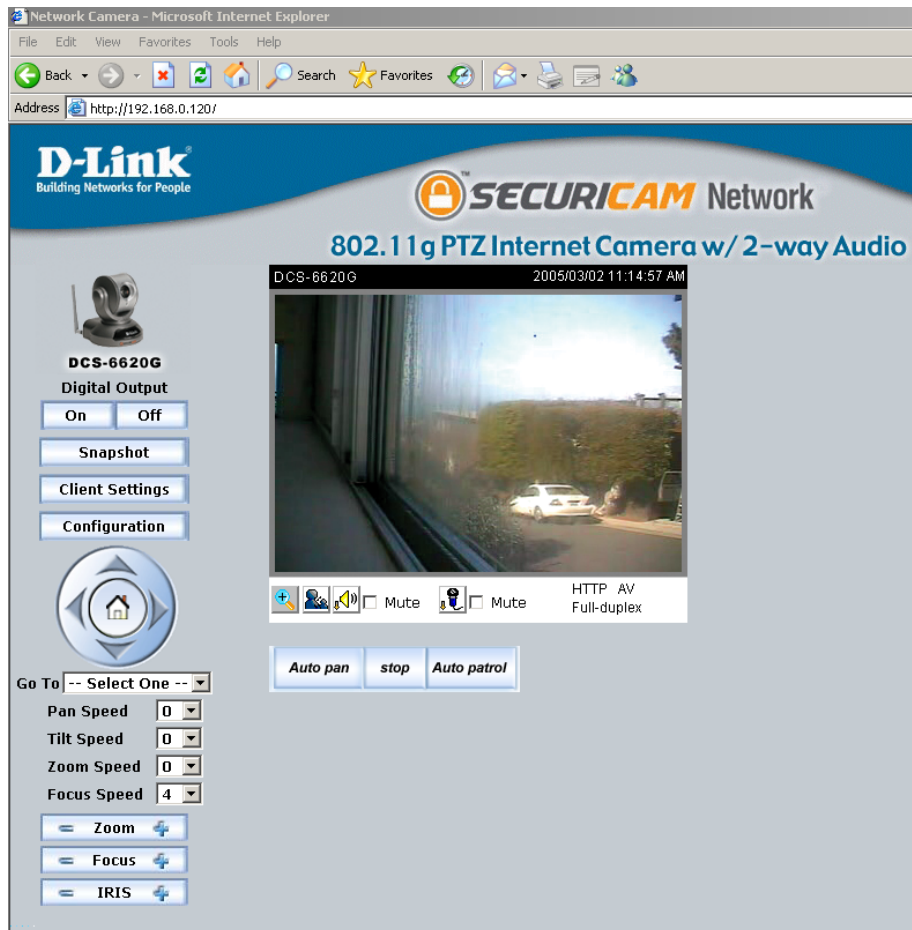 Network Camera - Microsoft Internet Explorer
File Edit View Favorites Tools Help
Back Search Favorites
Address http://192.168.0.120/
D-Link®
Building Networks for People
SECURICAM™ Network
802.11g PTZ Internet Camera w/ 2-way Audio
DCS-6620G 2005/03/02 11:14:57 AM
DCS-6620G
Digital Output
On Off
Snapshot
Client Settings
Configuration
Mute Mute HTTP AV
Full-duplex
Auto pan stop Auto patrol
Go To -- Select One --
Pan Speed 0
Tilt Speed 0
Zoom Speed 0
Focus Speed 4
Zoom
Focus
IRIS